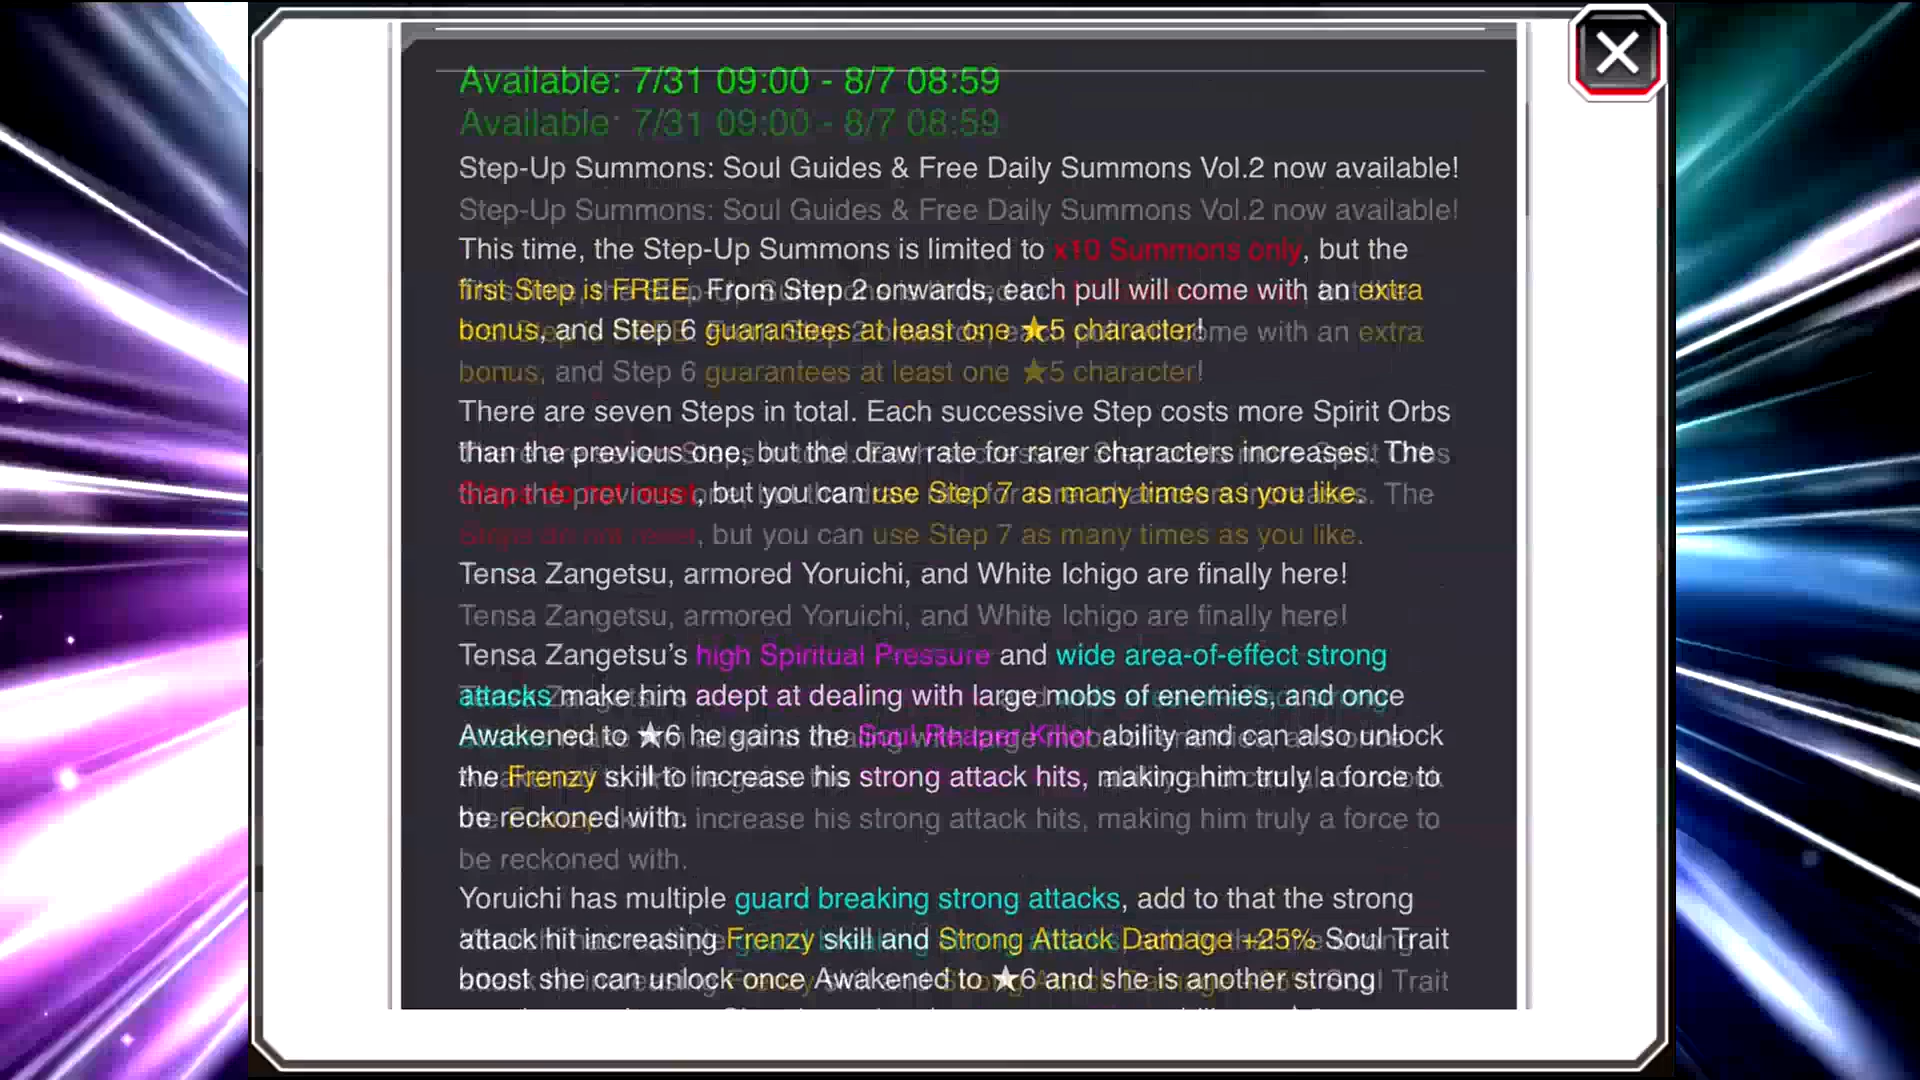 Available: 7/31 09:00 - 8/7 08:59
Step-Up Summons: Soul Guides & Free Daily Summons Vol.2 now available!
This time, the Step-Up Summons is limited to x10 Summons only, but the
first Step is FREE. From Step 2 onwards, each pull will come with an extra
bonus, and Step 6 guarantees at least one ★5 character!
There are seven Steps in total. Each successive Step costs more Spirit Orbs
than the previous one, but the draw rate for rarer characters increases. The
Steps do not reset, but you can use Step 7 as many times as you like.
Tensa Zangetsu, armored Yoruichi, and White Ichigo are finally here!
Tensa Zangetsu's high Spiritual Pressure and wide area-of-effect strong
attacks make him adept at dealing with large mobs of enemies, and once
Awakened to ★6 he gains the Soul Reaper Killer ability and can also unlock
the Frenzy skill to increase his strong attack hits, making him truly a force to
be reckoned with.
Yoruichi has multiple guard breaking strong attacks, add to that the strong
attack hit increasing Frenzy skill and Strong Attack Damage +25% Soul Trait
boost she can unlock once Awakened to ★6 and she is another strong